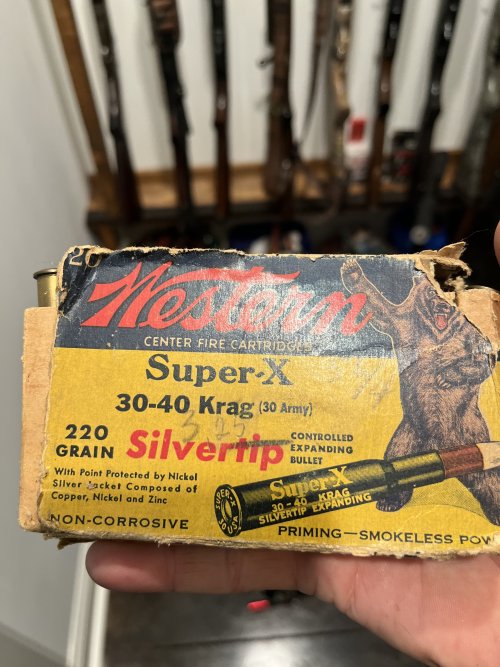 20
Western
CENTER FIRE CARTRIDGES
Super-X
30-40 Krag (30 Army)
220 GRAIN Silvertip CONTROLLED EXPANDING BULLET
With Point Protected by Nickel
Silver Jacket Composed of
Copper, Nickel and Zinc
Super-X
30-40 KRAG
SILVERTIP EXPANDING
NON-CORROSIVE
PRIMING—SMOKELESS POW